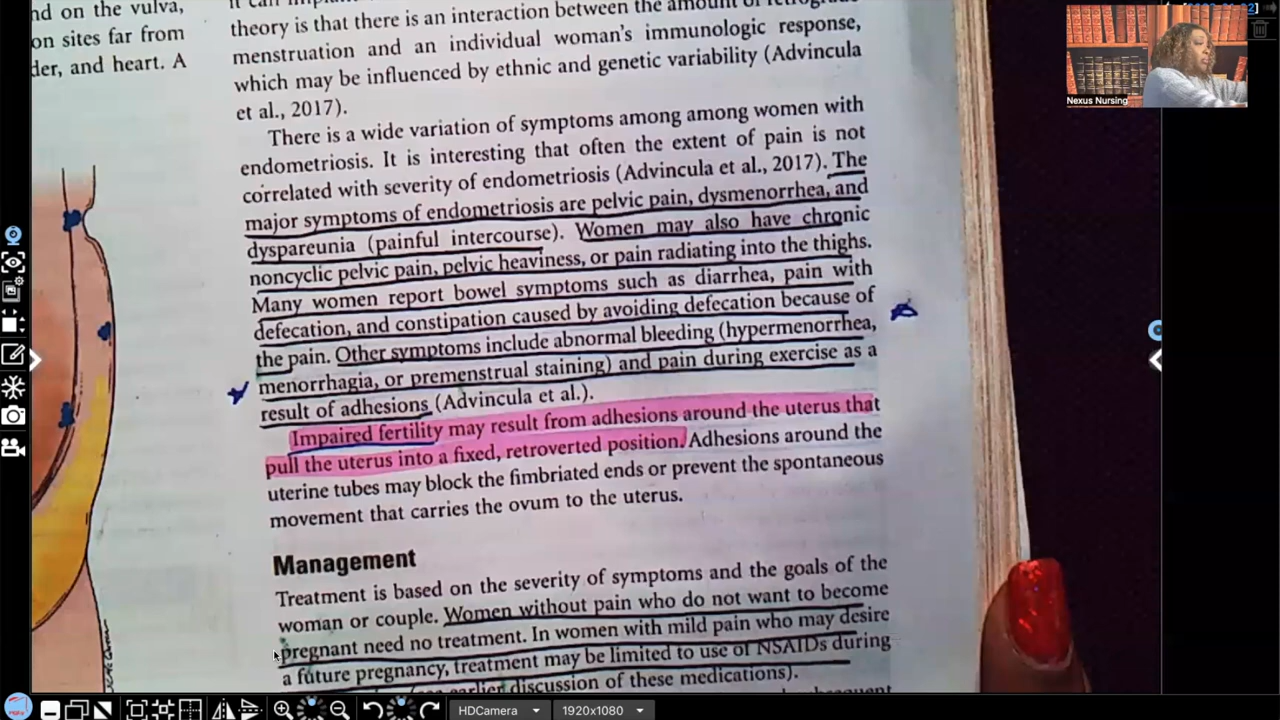 nd on the vulva,
on sites far from
der, and heart. A
theory is that there is an interaction between the amount of retrograde
menstruation and an individual woman's immunologic response,
which may be influenced by ethnic and genetic variability (Advincula
et al., 2017).
There is a wide variation of symptoms among among women with
endometriosis. It is interesting that often the extent of pain is not
correlated with severity of endometriosis (Advincula et al., 2017). The
major symptoms of endometriosis are pelvic pain, dysmenorrhea, and
dyspareunia (painful intercourse). Women may also have chronic
noncyclic pelvic pain, pelvic heaviness, or pain radiating into the thighs.
Many women report bowel symptoms such as diarrhea, pain with
defecation, and constipation caused by avoiding defecation because of
the pain. Other symptoms include abnormal bleeding (hypermenorrhea,
menorrhagia, or premenstrual staining) and pain during exercise as a
result of adhesions (Advincula et al.).
Impaired fertility may result from adhesions around the uterus that
pull the uterus into a fixed, retroverted position. Adhesions around the
uterine tubes may block the fimbriated ends or prevent the spontaneous
movement that carries the ovum to the uterus.
Management
Treatment is based on the severity of symptoms and the goals of the
woman or couple. Women without pain who do not want to become
pregnant need no treatment. In women with mild pain who may desire
a future pregnancy, treatment may be limited to use of NSAIDs during
earlier discussion of these medications).
Nexus Nursing
HDCamera
1920x1080